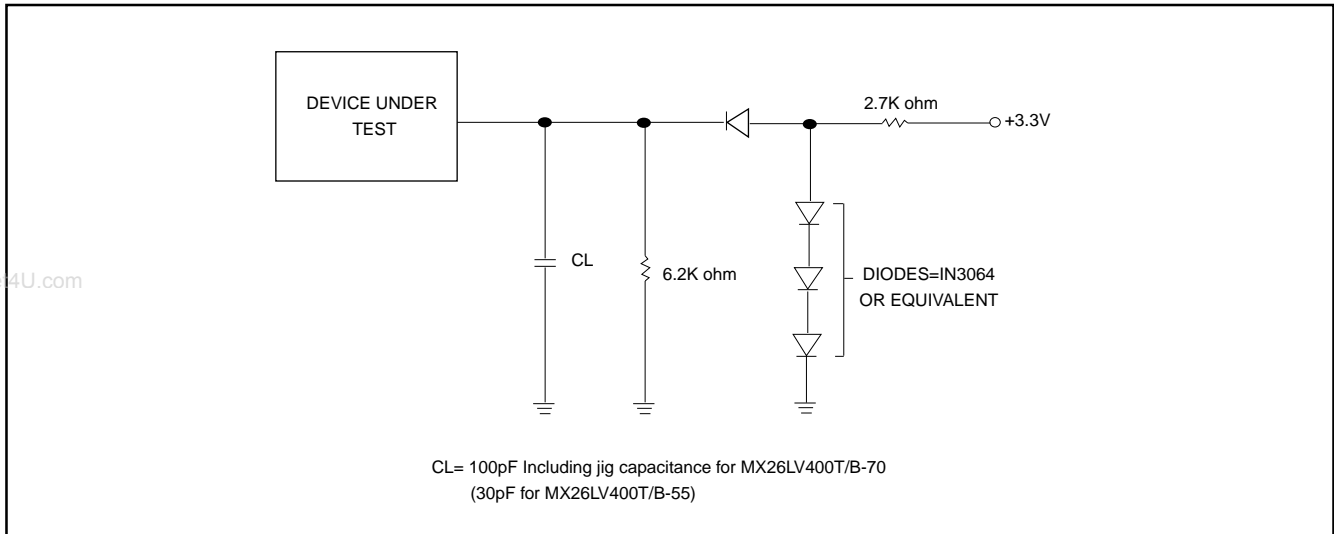 DEVICE UNDER
TEST
2.7K ohm
+3.3V
CL
6.2K ohm
DIODES=IN3064
OR EQUIVALENT
4U.com
CL= 100pF Including jig capacitance for MX26LV400T/B-70
(30pF for MX26LV400T/B-55)